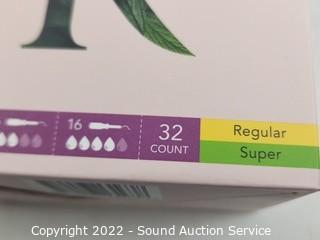 R
16
32
COUNT
Regular
Super
Copyright 2022 - Sound Auction Service